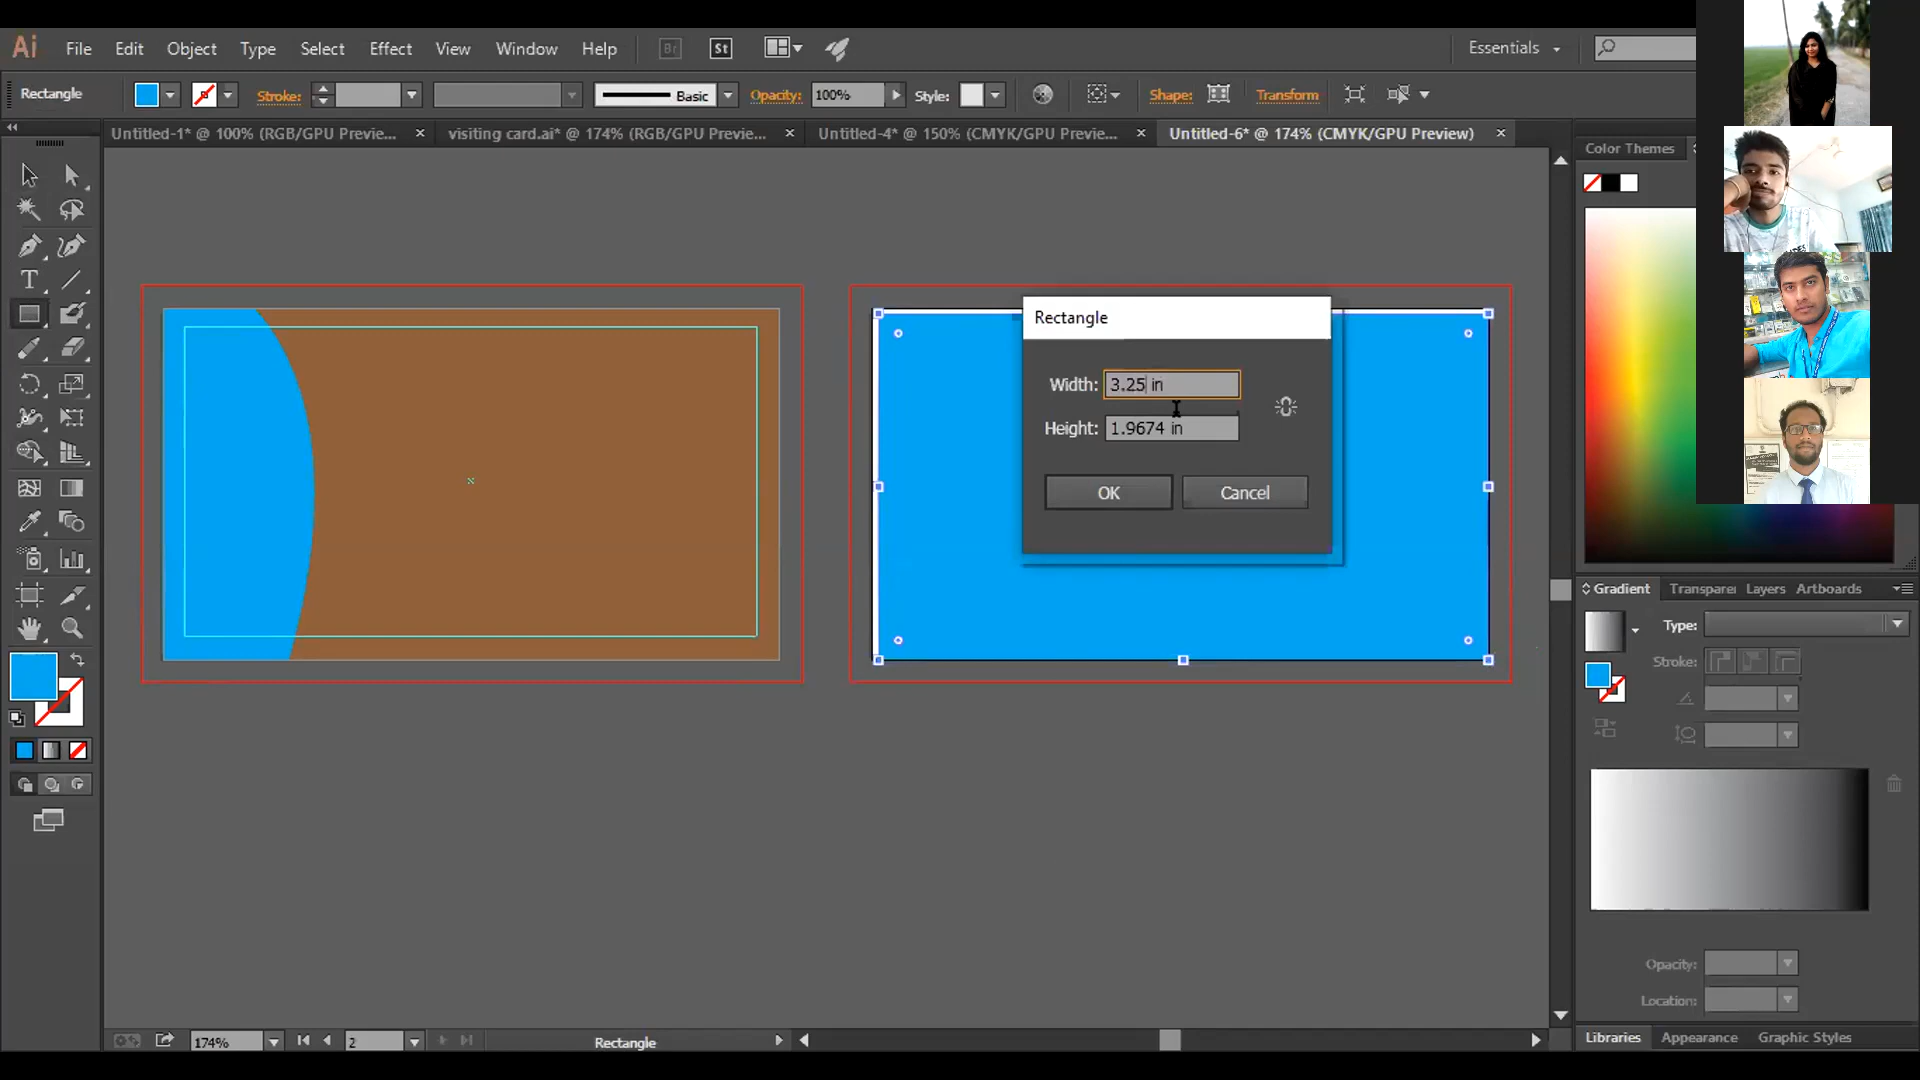 Ai File Edit Object Type Select Effect View Window Help Br St Essentials
Rectangle Stroke: Basic Opacity: 100% Style: Shape: Transform
Untitled-1* @ 100% (RGB/GPU Previe... × visiting card.ai* @ 174% (RGB/GPU Previe... × Untitled-4* @ 150% (CMYK/GPU Previe... × Untitled-6* @ 174% (CMYK/GPU Preview) ×
Color Themes
Rectangle
Width: 3.25 in
Height: 1.9674 in
OK Cancel
Gradient Transpare Layers Artboards
Type:
Stroke:
Opacity:
Location:
174% 2 Rectangle
Libraries Appearance Graphic Styles